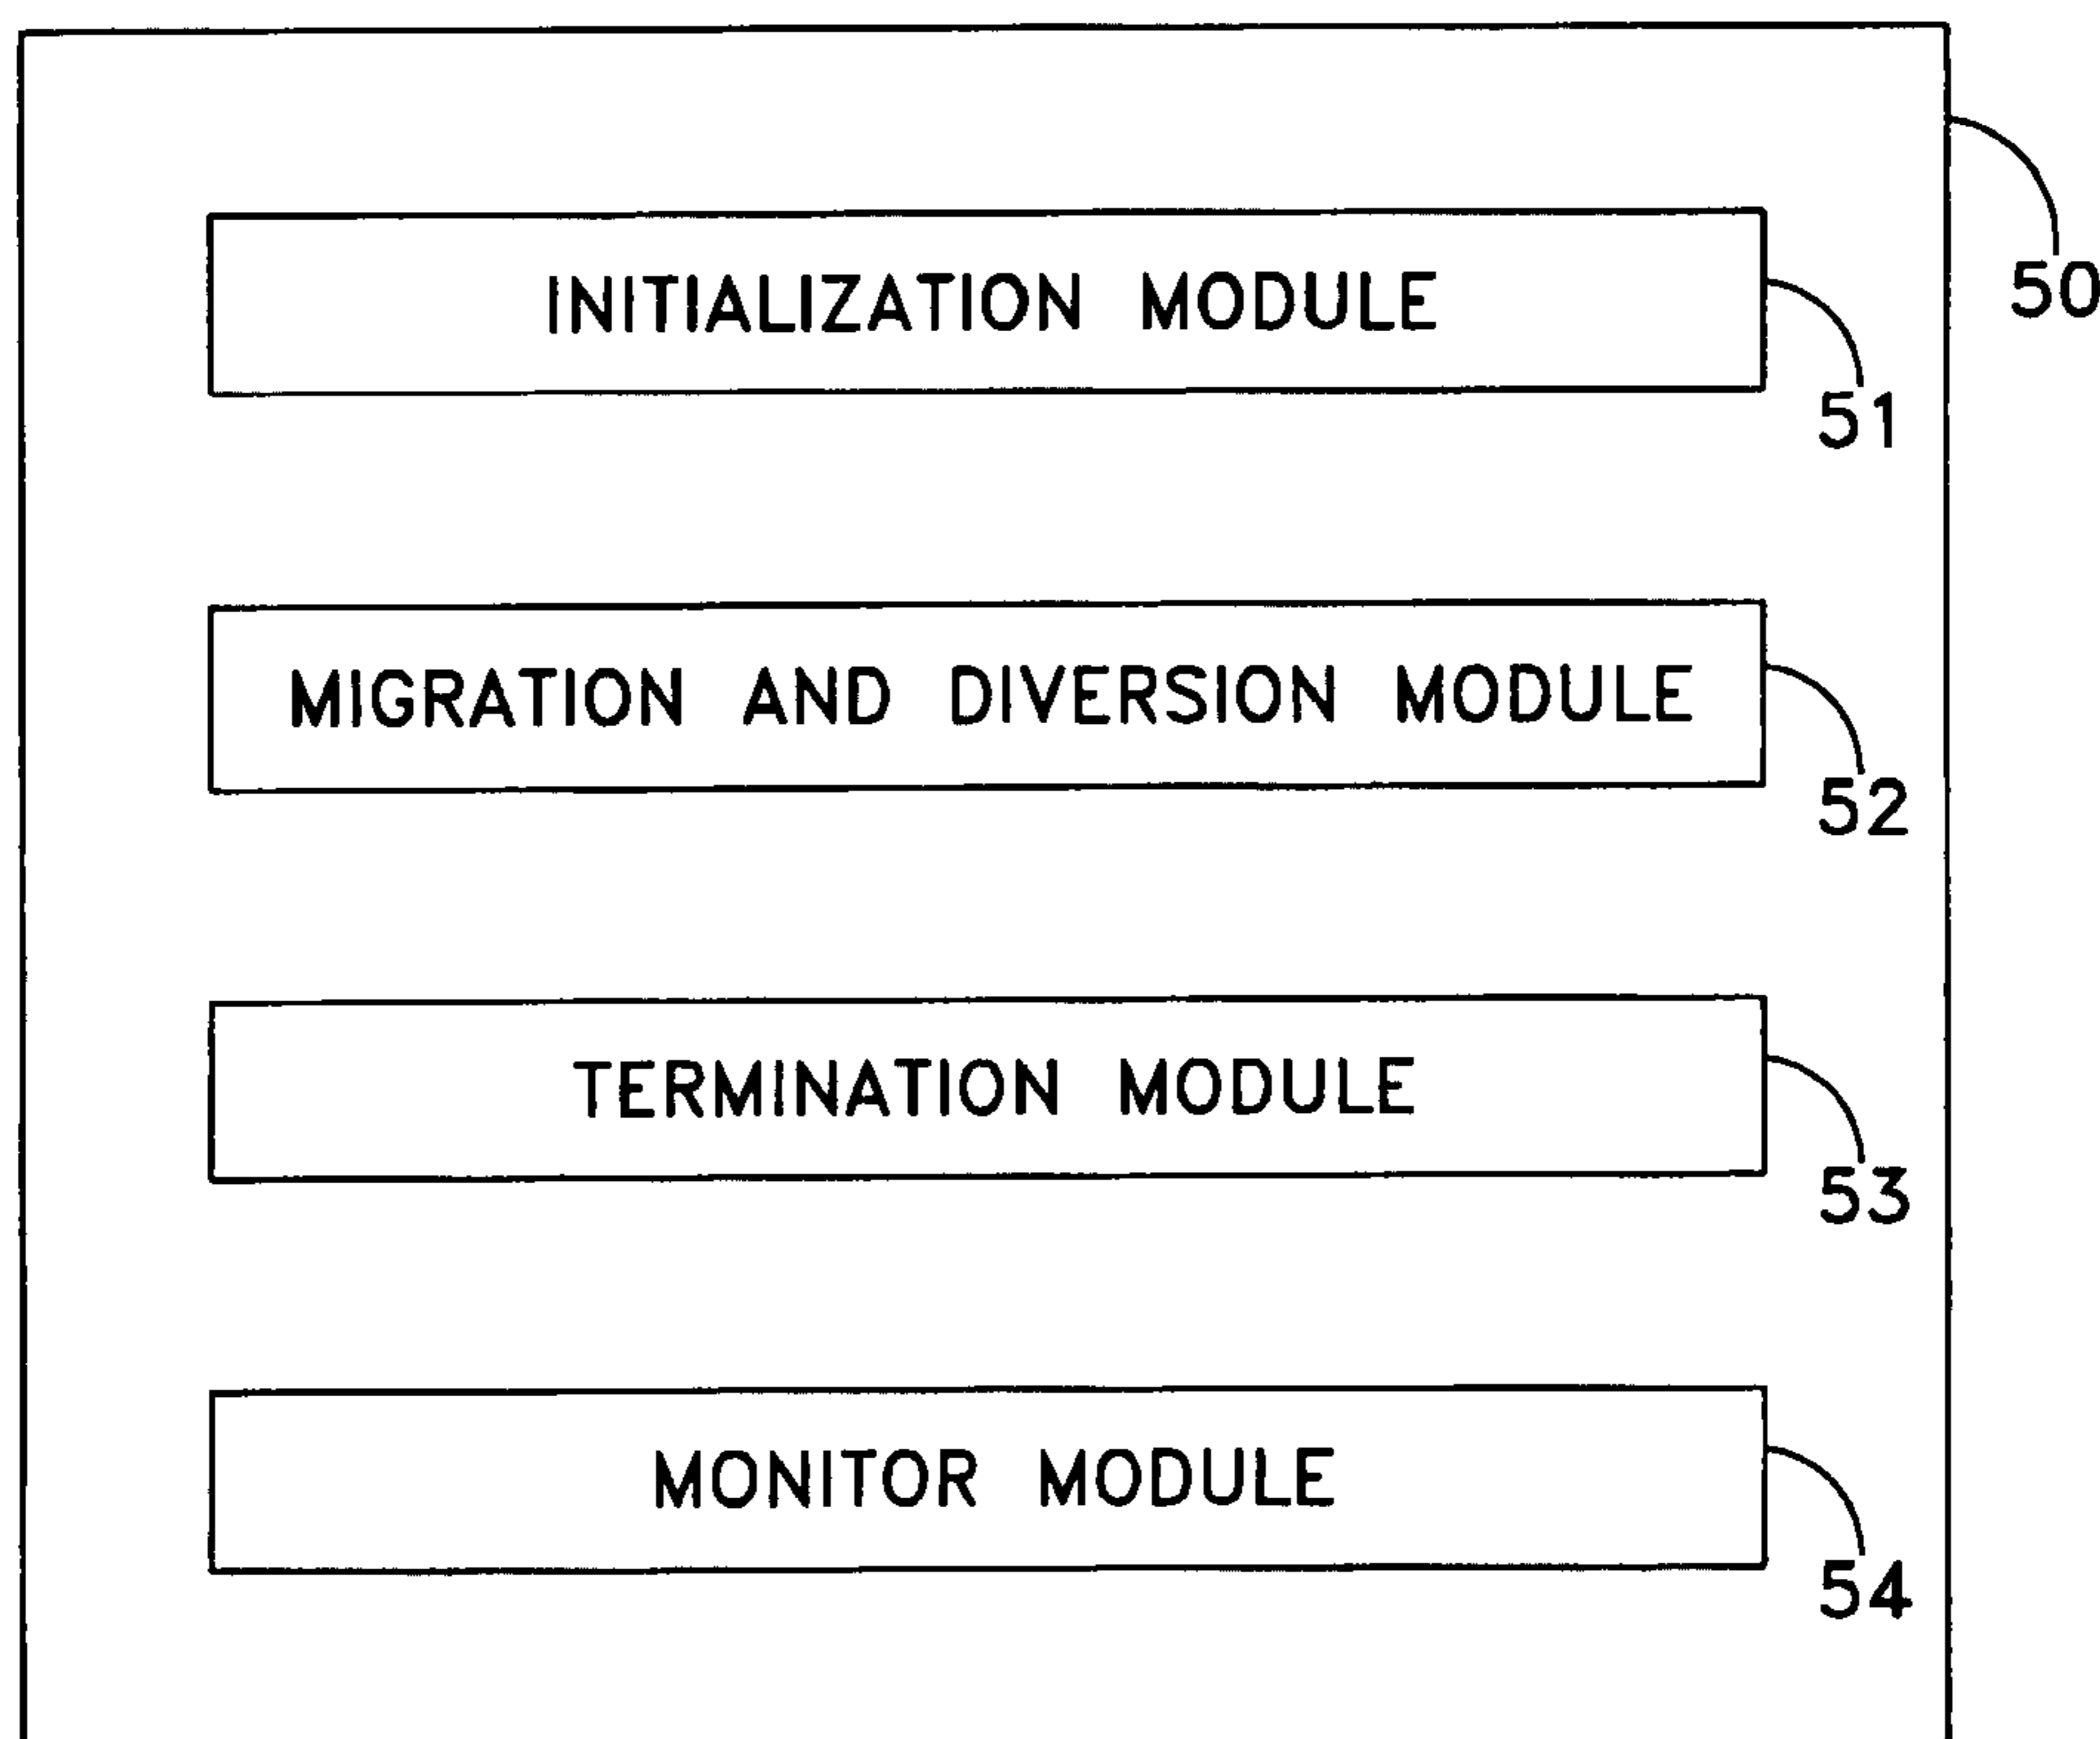 50
INITIALIZATION MODULE
51
MIGRATION AND DIVERSION MODULE
52
TERMINATION MODULE
53
MONITOR MODULE
54